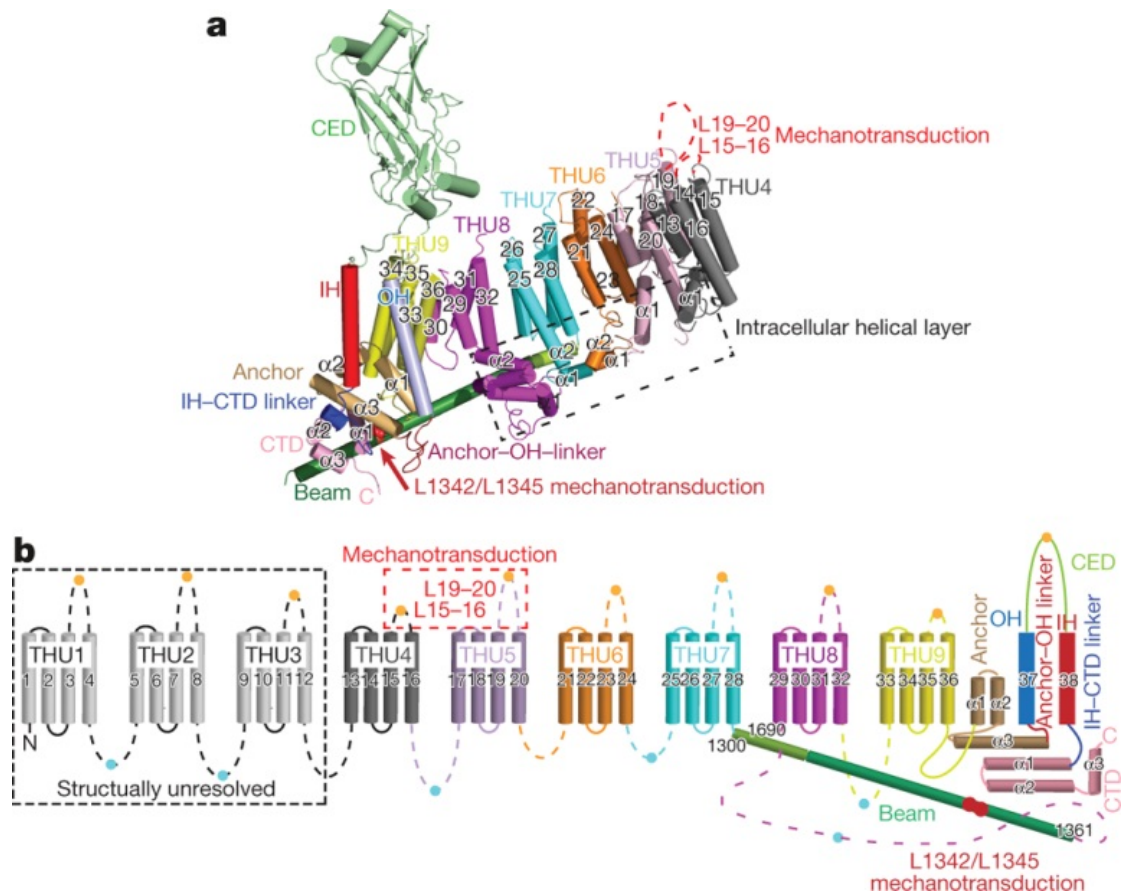 a
CED
L19–20
L15–16
Mechanotransduction
THU5
THU6
THU7
THU8
THU9
THU4
19
14
15
18
13
16
17
20
22
24
21
23
27
26
25
28
31
29
32
34
35
36
33
30
OH
IH
α1
α1
Intracellular helical layer
α2
α1
α2
α1
α2
α2
Anchor
α1
α3
IH–CTD linker
α2
α1
CTD
α3
Anchor–OH–linker
Beam
C
L1342/L1345 mechanotransduction
b
Mechanotransduction
L19–20
L15–16
CED
Anchor
OH
Anchor–OH linker
IH
IH–CTD linker
THU1
THU2
THU3
THU4
THU5
THU6
THU7
THU8
THU9
1 2 3 4 5 6 7 8 9 10 11 12 13 14 15 16 17 18 19 20 21 22 23 24 25 26 27 28 29 30 31 32 33 34 35 36 37 38
α1 α2
N
1690
1300
α3
C
α1
α2
α3
CTD
Structurally unresolved
Beam
1361
L1342/L1345
mechanotransduction